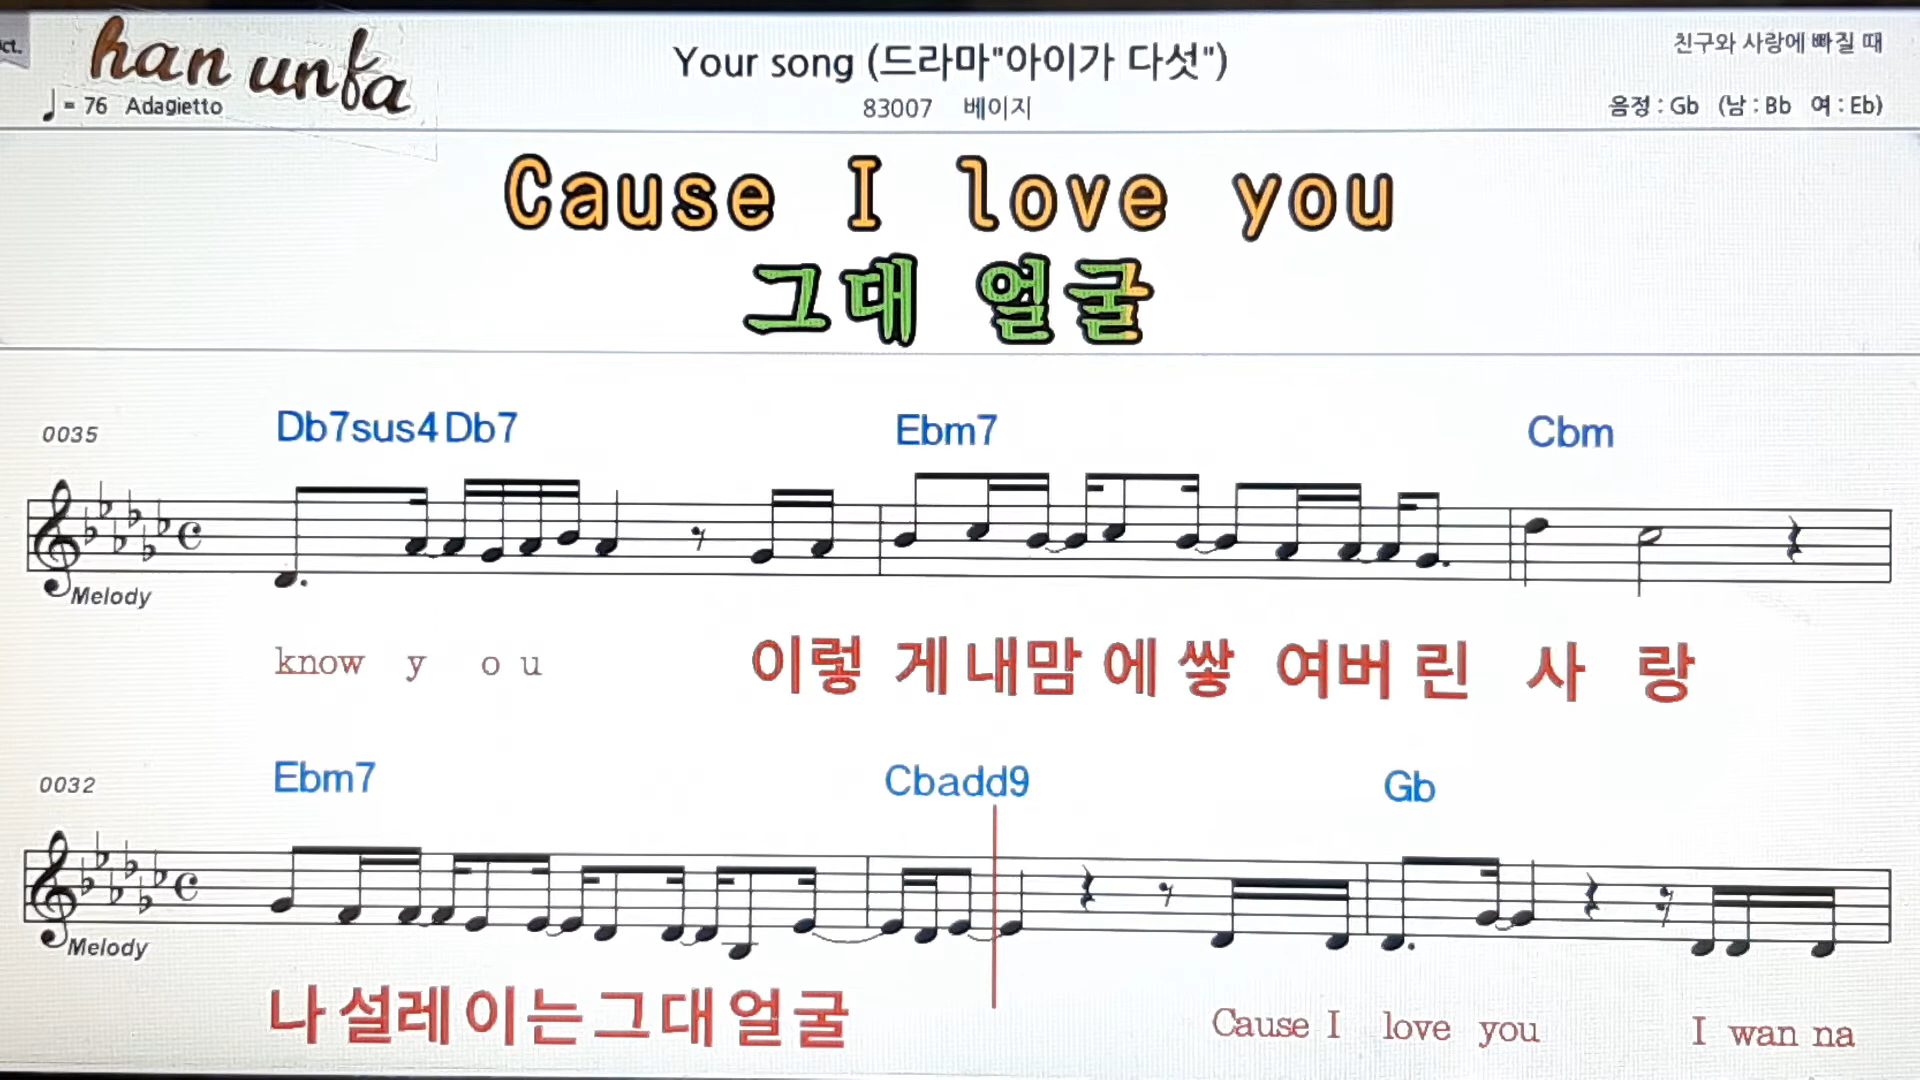 ct.
han unfa
♩= 76 Adagietto
Your song (드라마"아이가 다섯")
83007 베이지
친구와 사랑에 빠질 때
음정 : Gb (남 : Bb 여 : Eb)
Cause I love you
그대 얼굴
0035 Db7sus4 Db7 Ebm7 Cbm
Melody
know y o u 이렇 게 내맘 에 쌓 여버 린 사 랑
0032 Ebm7 Cbadd9 Gb
Melody
나 설레 이는그대얼굴 Cause I love you I wan na